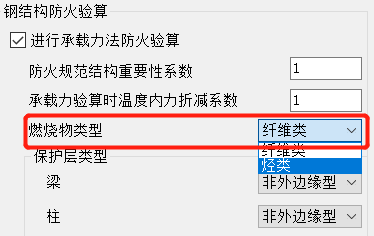 钢结构防火验算
进行承载力法防火验算
防火规范结构重要性系数 1
承载力验算时温度内力折减系数 1
燃烧物类型 纤维类
纤维类
保护层类型 烃类
梁 非外边缘型
柱 非外边缘型